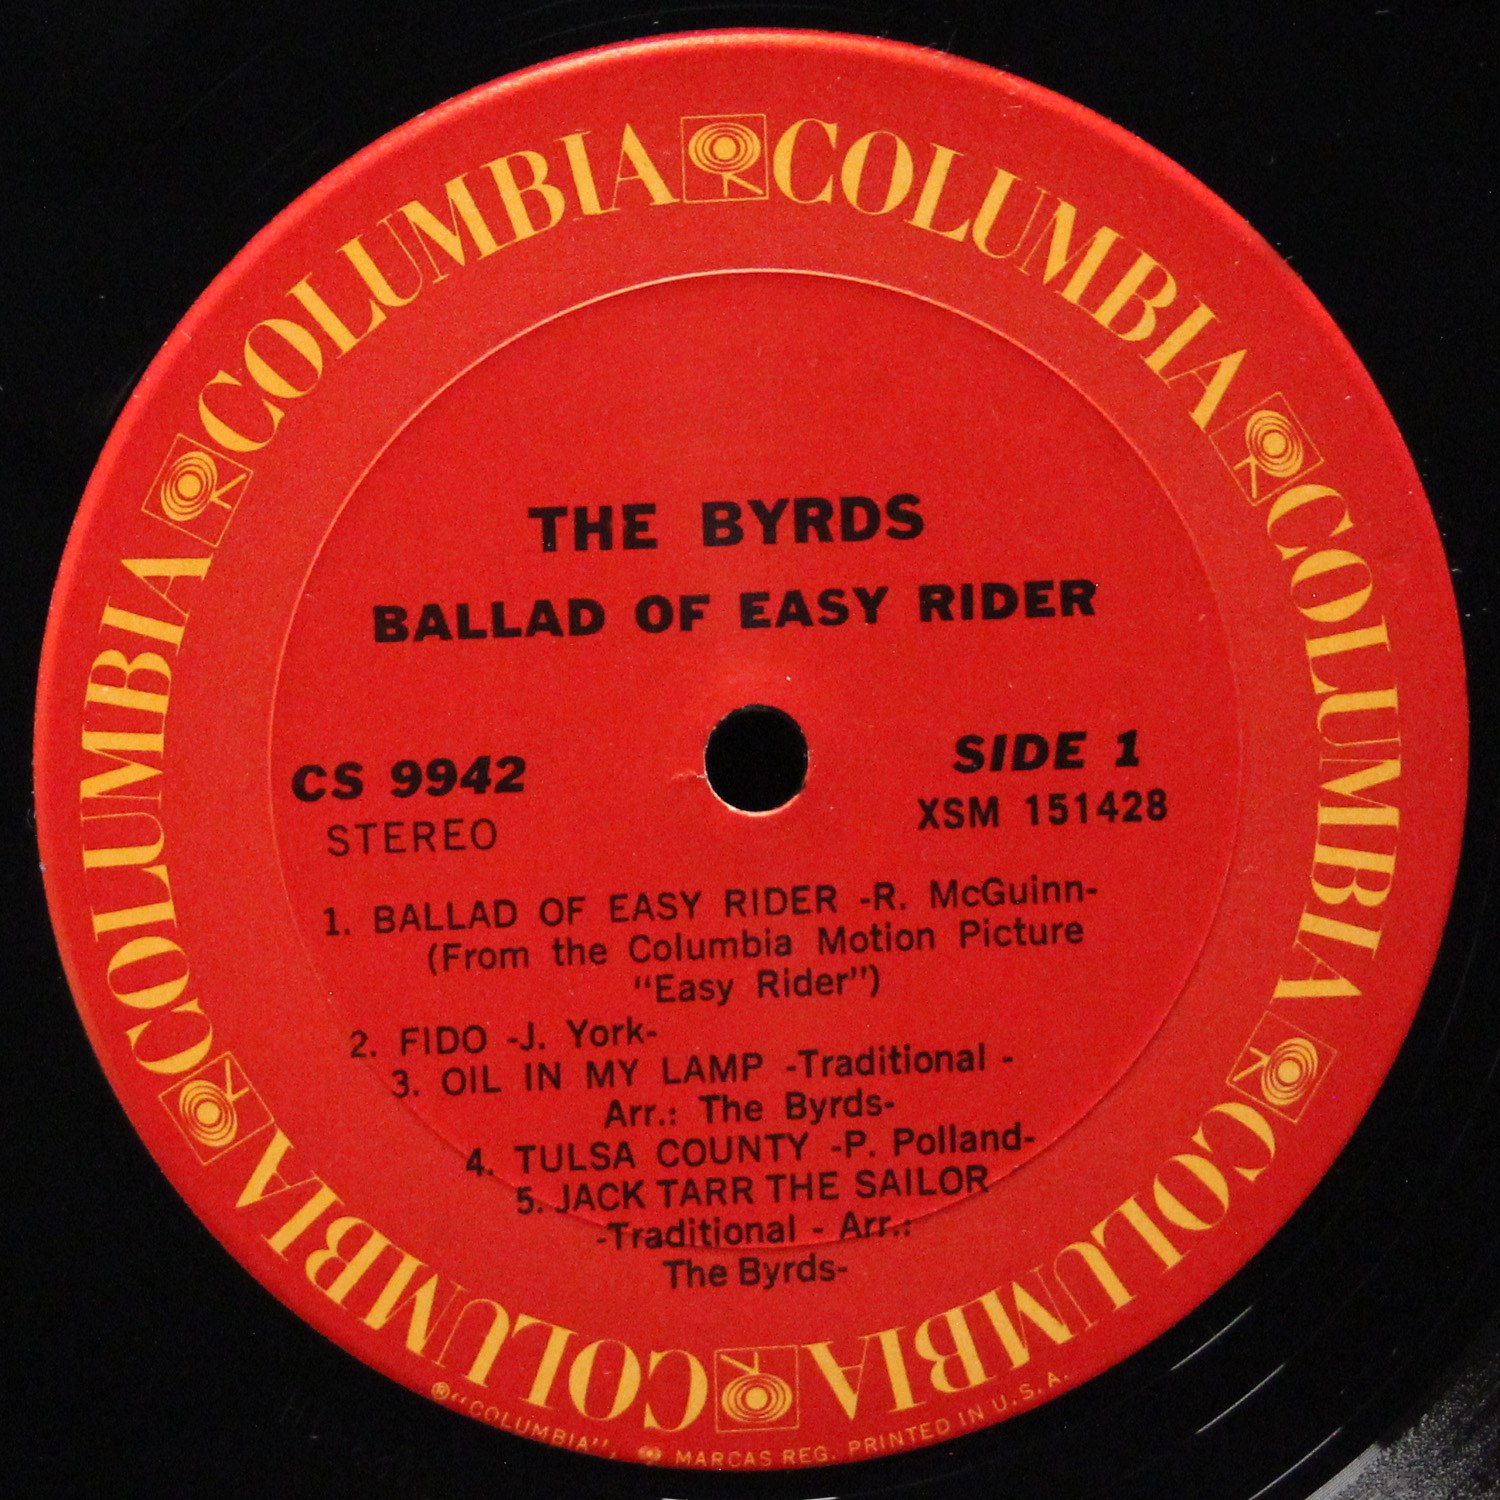 COLUMBIA COLUMBIA COLUMBIA COLUMBIA COLUMBIA COLUMBIA
THE BYRDS
BALLAD OF EASY RIDER
CS 9942
STEREO
SIDE 1
XSM 151428
1. BALLAD OF EASY RIDER -R. McGuinn-
(From the Columbia Motion Picture
"Easy Rider")
2. FIDO -J. York-
3. OIL IN MY LAMP -Traditional -
Arr.: The Byrds-
4. TULSA COUNTY -P. Polland-
5. JACK TARR THE SAILOR
-Traditional - Arr.:
The Byrds-
® "COLUMBIA", MARCAS REG. PRINTED IN U.S.A.